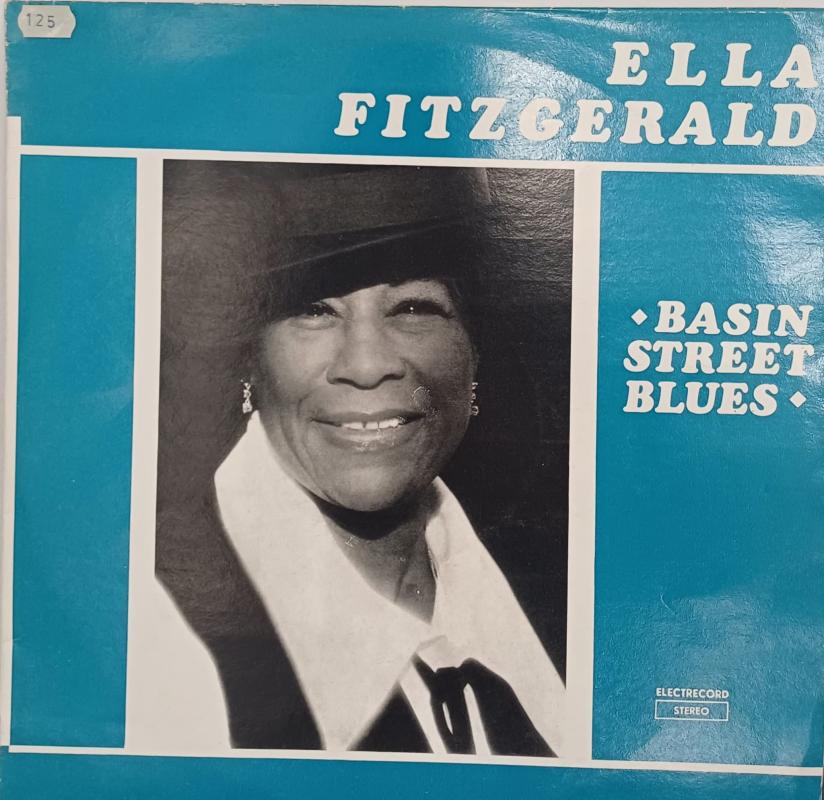 125
ELLA
FITZGERALD
◆ BASIN
STREET
BLUES ◆
ELECTRECORD
STEREO